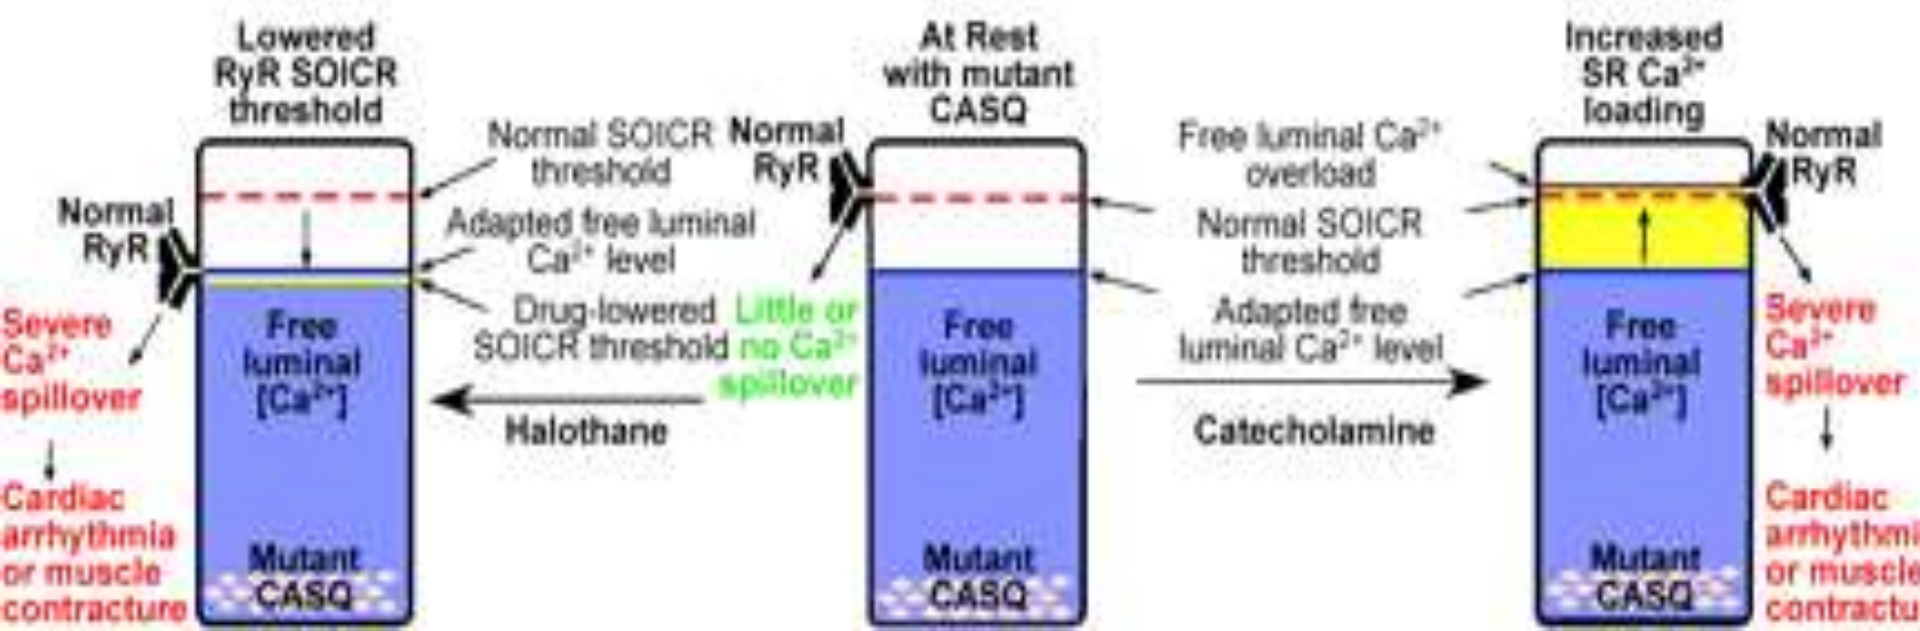 Lowered
RyR SOICR
threshold
Normal
RyR
Severe
Ca²⁺
spillover
Cardiac
arrhythmia
or muscle
contracture
Free
luminal
[Ca²⁺]
Mutant
CASQ
Normal SOICR
threshold
Adapted free luminal
Ca²⁺ level
Drug-lowered
SOICR threshold
Halothane
At Rest
with mutant
CASQ
Normal
RyR
Little or
no Ca²⁺
spillover
Free
luminal
[Ca²⁺]
Mutant
CASQ
Free luminal Ca²⁺
overload
Normal SOICR
threshold
Adapted free
luminal Ca²⁺ level
Catecholamine
Increased
SR Ca²⁺
loading
Normal
RyR
Free
luminal
[Ca²⁺]
Mutant
CASQ
Severe
Ca²⁺
spillover
Cardiac
arrhythmi
or muscle
contractu